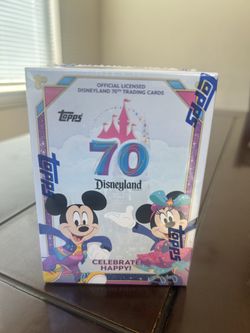 OFFICIAL LICENSED
DISNEYLAND 70TH TRADING CARDS
Topps
70
Disneyland
CELEBRATE
HAPPY!
Topps
Topps
Topps